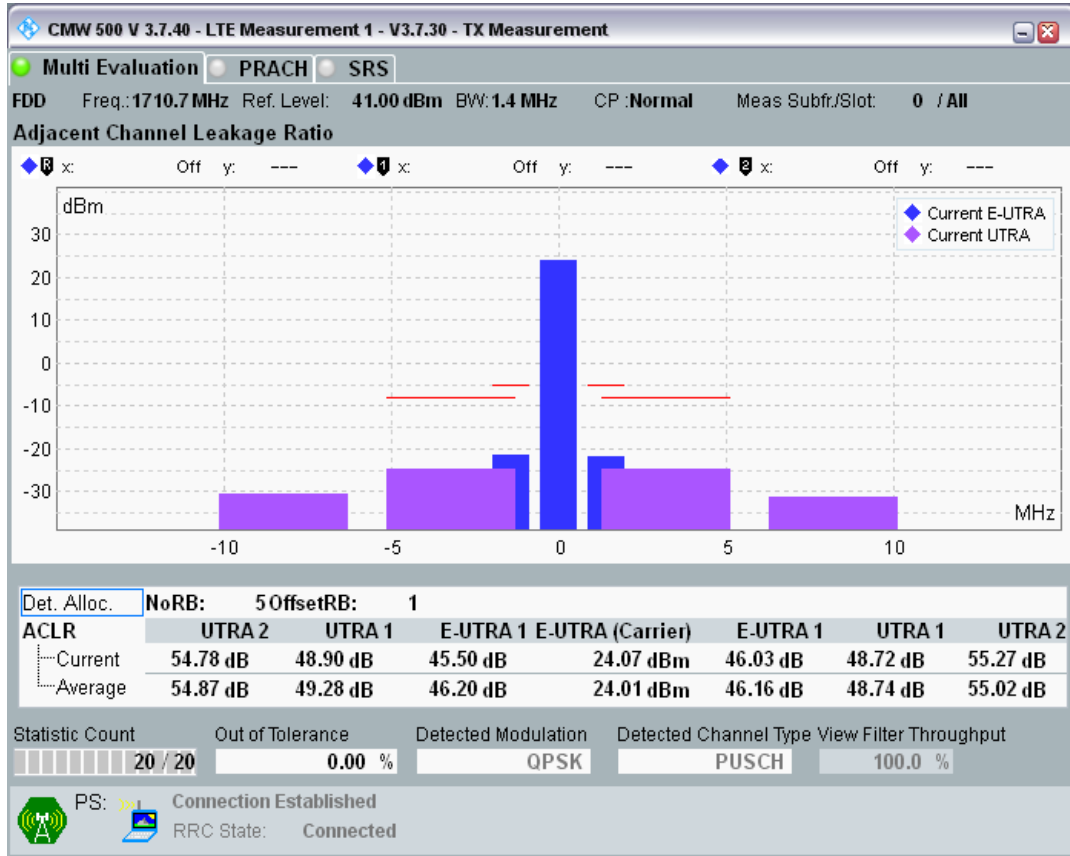 CMW 500 V 3.7.40 - LTE Measurement 1 - V3.7.30 - TX Measurement
Multi Evaluation PRACH SRS
FDD Freq.: 1710.7 MHz Ref. Level: 41.00 dBm BW: 1.4 MHz CP :Normal Meas Subfr./Slot: 0 / All
Adjacent Channel Leakage Ratio
R x: Off y: --- 1 x: Off y: --- 2 x: Off y: ---
dBm
Current E-UTRA
Current UTRA
30
20
10
0
-10
-20
-30
MHz
-10 -5 0 5 10
Det. Alloc. NoRB: 5 OffsetRB: 1
ACLR UTRA 2 UTRA 1 E-UTRA 1 E-UTRA (Carrier) E-UTRA 1 UTRA 1 UTRA 2
Current 54.78 dB 48.90 dB 45.50 dB 24.07 dBm 46.03 dB 48.72 dB 55.27 dB
Average 54.87 dB 49.28 dB 46.20 dB 24.01 dBm 46.16 dB 48.74 dB 55.02 dB
Statistic Count Out of Tolerance Detected Modulation Detected Channel Type View Filter Throughput
20 / 20 0.00 % QPSK PUSCH 100.0 %
PS: Connection Established
RRC State: Connected